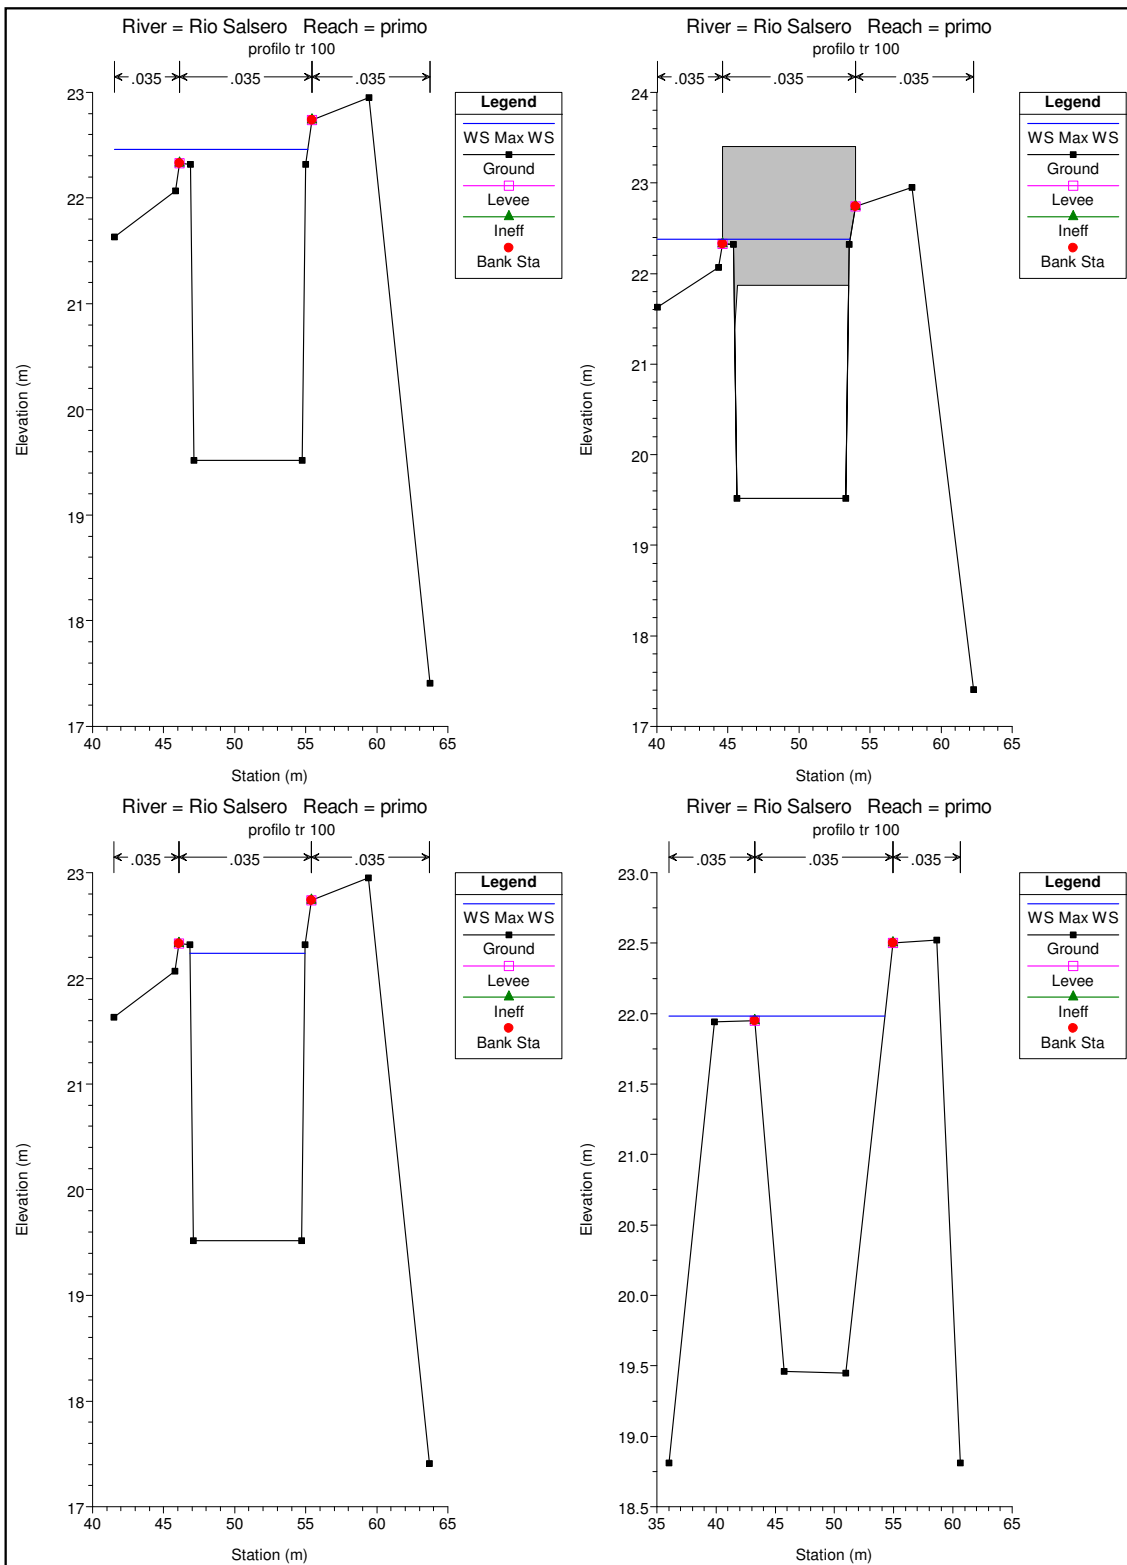 River = Rio Salsero Reach = primo
profilo tr 100
.035 .035 .035
Legend
WS Max WS
Ground
Levee
Ineff
Bank Sta
23
22
21
20
19
18
17
Elevation (m)
40 45 50 55 60 65
Station (m)
River = Rio Salsero Reach = primo
profilo tr 100
.035 .035 .035
Legend
WS Max WS
Ground
Levee
Ineff
Bank Sta
24
23
22
21
20
19
18
17
Elevation (m)
40 45 50 55 60 65
Station (m)
River = Rio Salsero Reach = primo
profilo tr 100
.035 .035 .035
Legend
WS Max WS
Ground
Levee
Ineff
Bank Sta
23
22
21
20
19
18
17
Elevation (m)
40 45 50 55 60 65
Station (m)
River = Rio Salsero Reach = primo
profilo tr 100
.035 .035 .035
Legend
WS Max WS
Ground
Levee
Ineff
Bank Sta
23.0
22.5
22.0
21.5
21.0
20.5
20.0
19.5
19.0
18.5
Elevation (m)
35 40 45 50 55 60 65
Station (m)